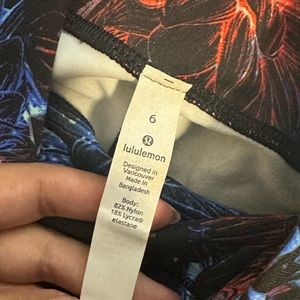 6
lululemon
Designed in
Vancouver
Made in
Bangladesh
Body:
82% Nylon
18% Lycra®
elastane